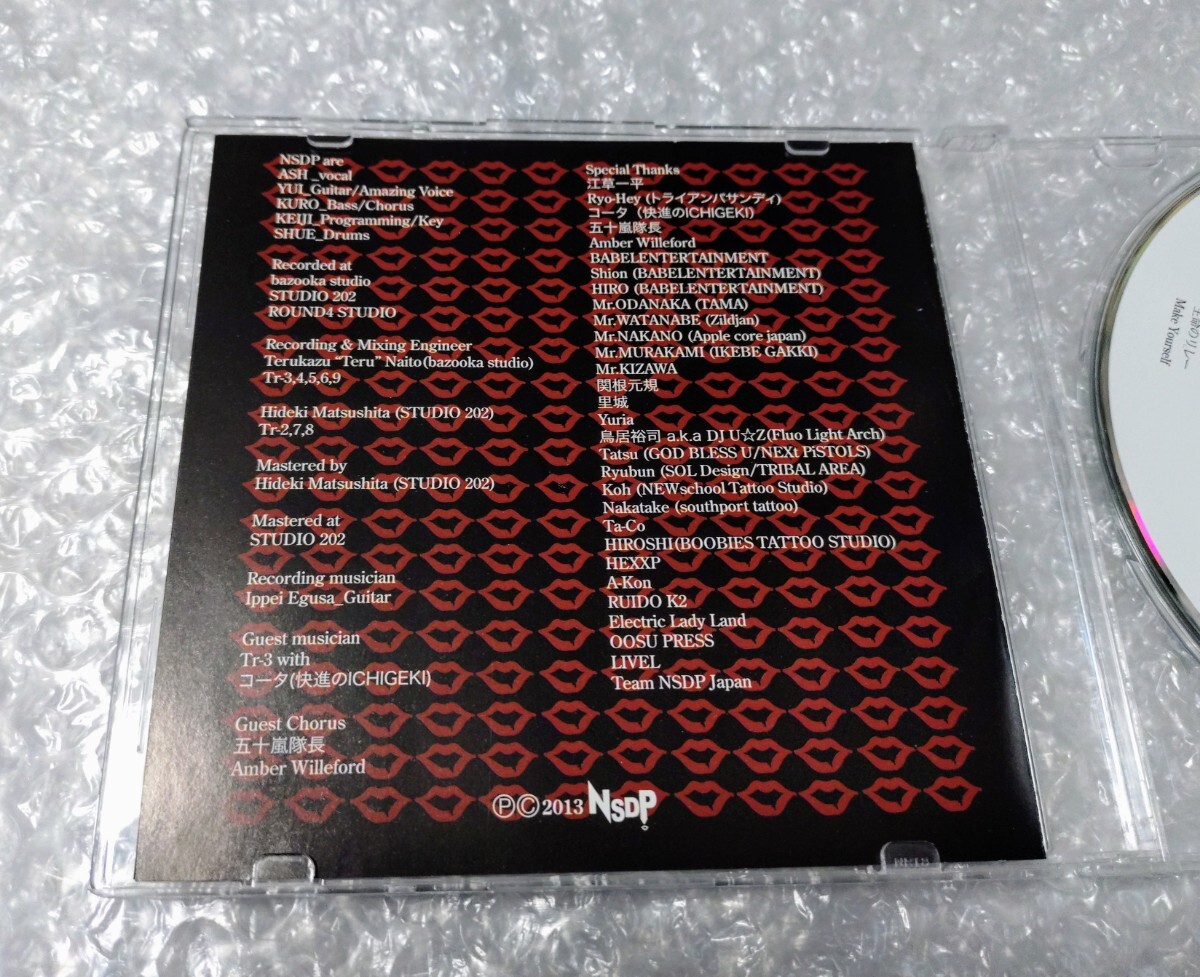 NSDP are
ASH_vocal
YUI_Guitar/Amazing Voice
KURO_Bass/Chorus
KEIJI_Programming/Key
SHUE_Drums
Recorded at
bazooka studio
STUDIO 202
ROUND4 STUDIO
Recording & Mixing Engineer
Terukazu “Teru” Naito(bazooka studio)
Tr-3,4,5,6,9
Hideki Matsushita (STUDIO 202)
Tr-2,7,8
Mastered by
Hideki Matsushita (STUDIO 202)
Mastered at
STUDIO 202
Recording musician
Ippei Egusa_Guitar
Guest musician
Tr-3 with
コータ(快進のICHIGEKI)
Guest Chorus
五十嵐隊長
Amber Willeford
Special Thanks
江草一平
Ryo-Hey (トライアンパサンディ)
コータ (快進のICHIGEKI)
五十嵐隊長
Amber Willeford
BABELENTERTAINMENT
Shion (BABELENTERTAINMENT)
HIRO (BABELENTERTAINMENT)
Mr.ODANAKA (TAMA)
Mr.WATANABE (Zildjan)
Mr.NAKANO (Apple core japan)
Mr.MURAKAMI (IKEBE GAKKI)
Mr.KIZAWA
関根元規
里城
Yuria
鳥居裕司 a.k.a DJ U☆Z(Fluo Light Arch)
Tatsu (GOD BLESS U/NEXt PiSTOLS)
Ryubun (SOL Design/TRIBAL AREA)
Koh (NEWschool Tattoo Studio)
Nakatake (southport tattoo)
Ta-Co
HIROSHI(BOOBIES TATTOO STUDIO)
HEXXP
A-Kon
RUIDO K2
Electric Lady Land
OOSU PRESS
LIVEL
Team NSDP Japan
ⓅⒸ 2013 NSDP
のリレー
Make Yourself